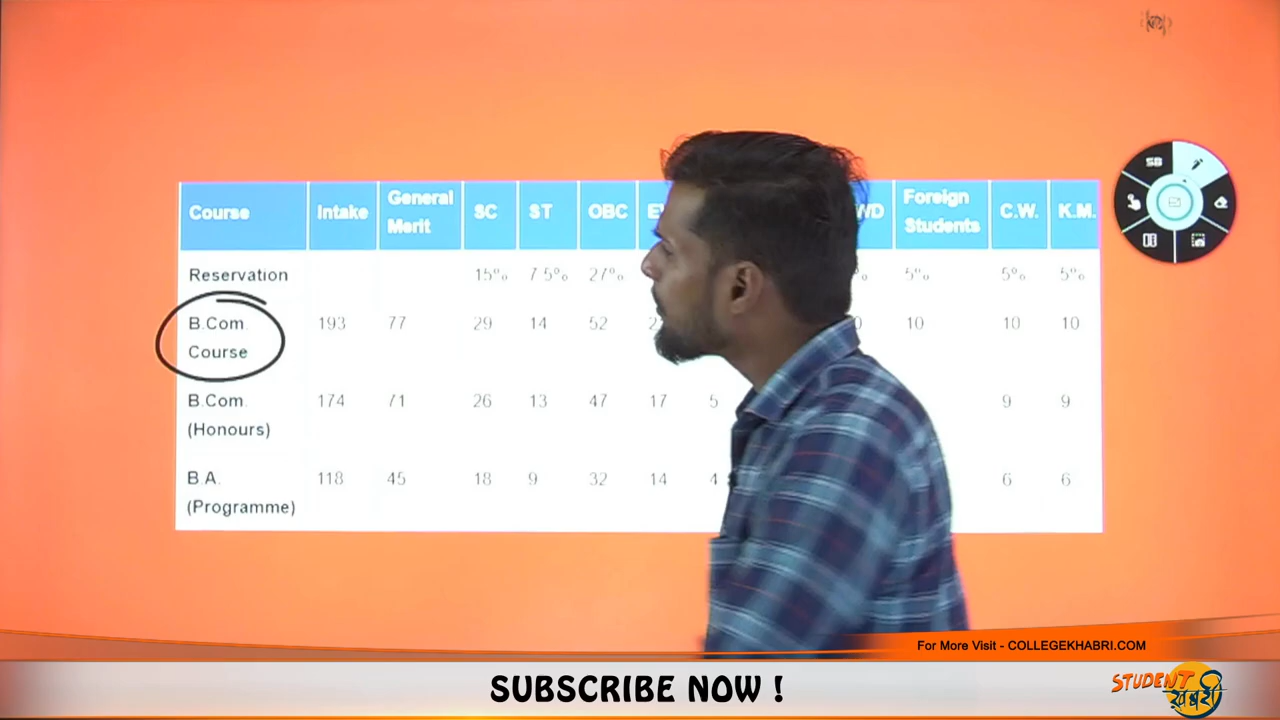 Course Intake General Merit SC ST OBC WD Foreign Students C.W. K.M.
Reservation 15% 7.5% 27% % 5% 5% 5%
B.Com. Course 193 77 29 14 52 2 0 10 10 10
B.Com. (Honours) 174 71 26 13 47 17 5 9 9
B.A. (Programme) 118 45 18 9 32 14 4 6 6
For More Visit - COLLEGEKHABRI.COM
SUBSCRIBE NOW !
STUDENT
खबरी